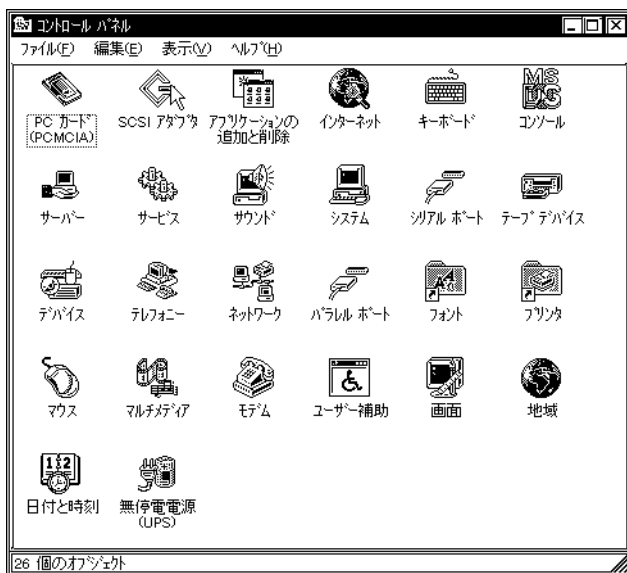 コントロール パネル
ファイル(F) 編集(E) 表示(V) ヘルプ(H)
PC カード
(PCMCIA)
SCSI アダプタ
アプリケーションの
追加と削除
インターネット
キーボード
MS
DOS
コンソール
サーバー
サービス
サウンド
システム
シリアル ポート
テープ デバイス
デバイス
テレフォニー
ネットワーク
パラレル ポート
フォント
プリンタ
マウス
マルチメディア
モデム
ユーザー補助
画面
地域
1 2
日付と時刻
無停電電源
(UPS)
26 個のオブジェクト